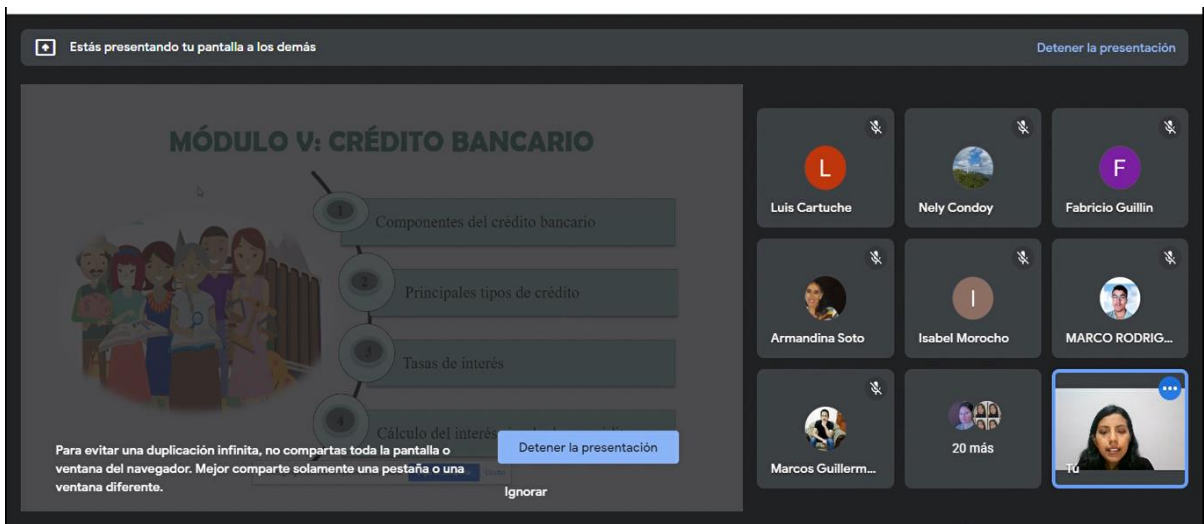 Estás presentando tu pantalla a los demás
Detener la presentación
MÓDULO V: CRÉDITO BANCARIO
1
Componentes del crédito bancario
2
Principales tipos de crédito
3
Tasas de interés
4
Cálculo del interés
Para evitar una duplicación infinita, no compartas toda la pantalla o
ventana del navegador. Mejor comparte solamente una pestaña o una
ventana diferente.
Detener la presentación
Ignorar
L
Luis Cartuche
Nely Condoy
F
Fabricio Guillin
Armandina Soto
I
Isabel Morocho
MARCO RODRIG...
Marcos Guillerm...
20 más
Tú